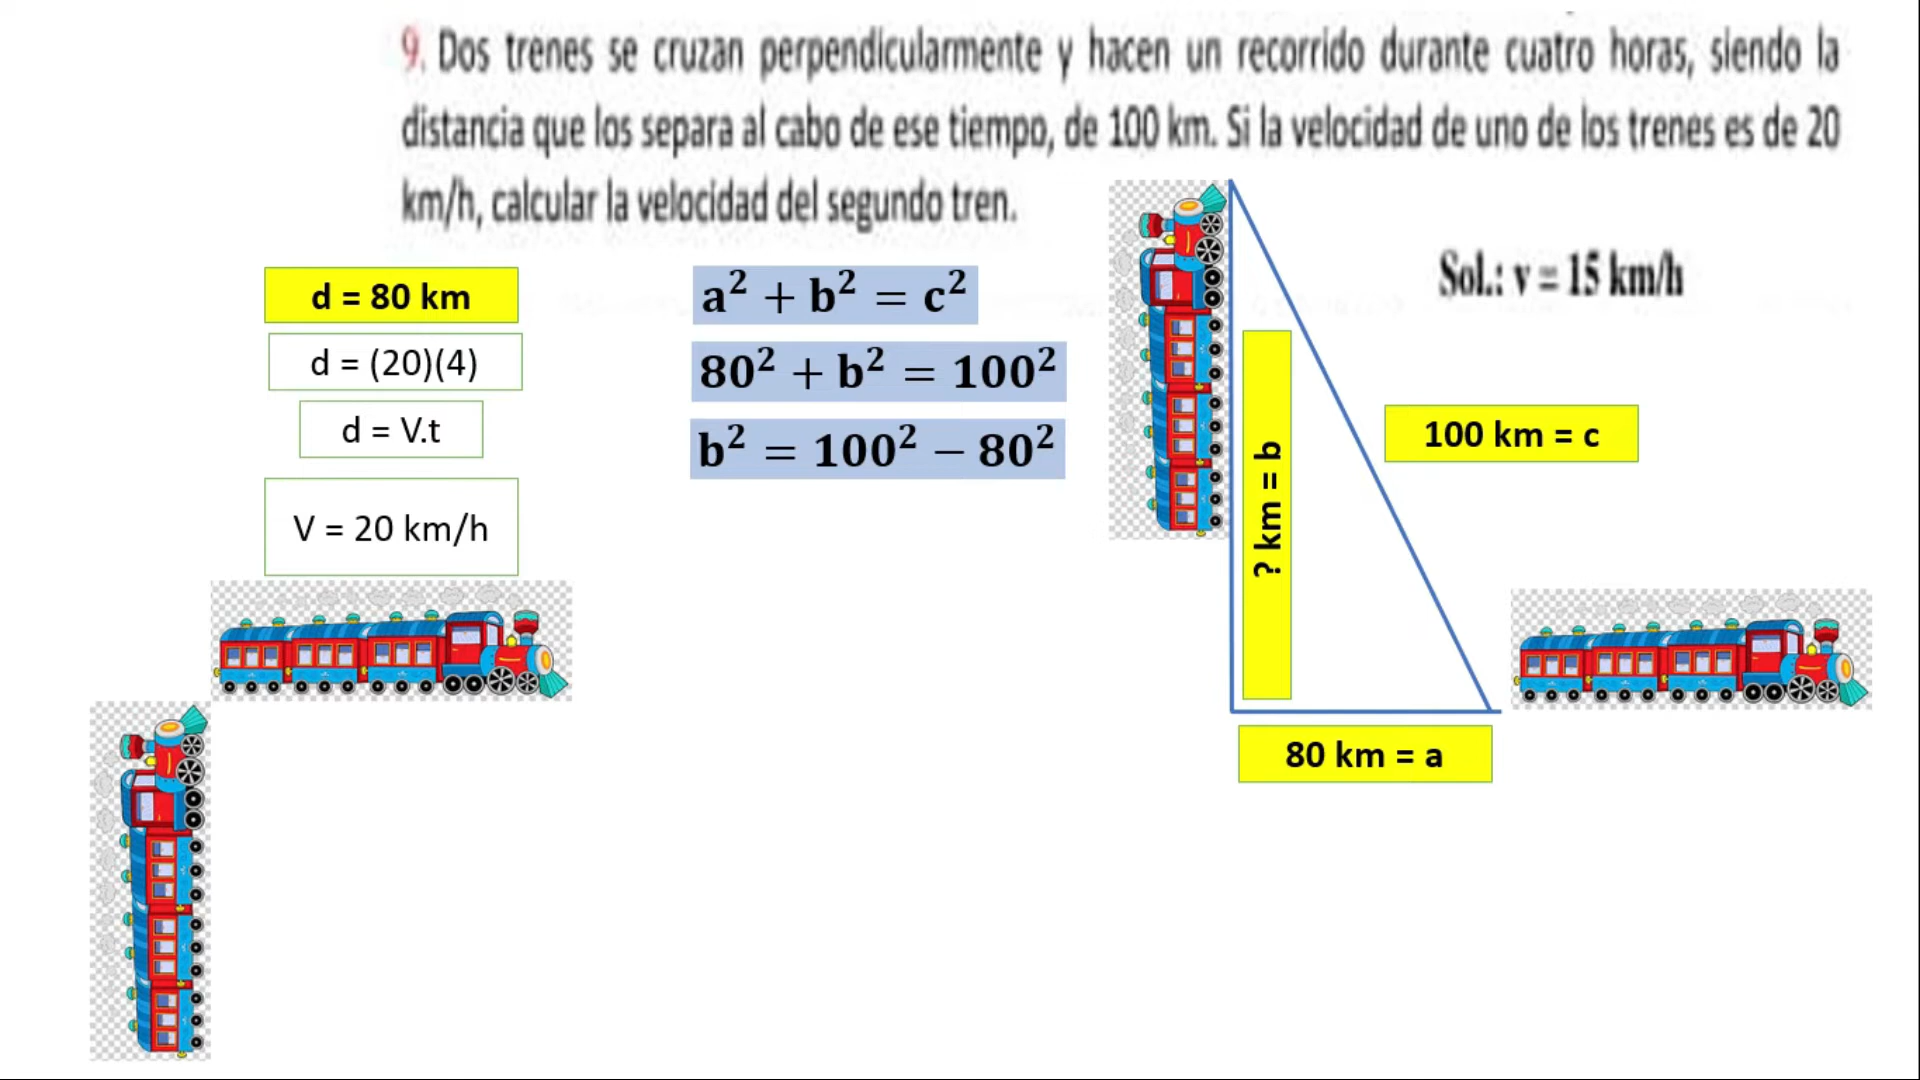 9. Dos trenes se cruzan perpendicularmente y hacen un recorrido durante cuatro horas, siendo la
distancia que los separa al cabo de ese tiempo, de 100 km. Si la velocidad de uno de los trenes es de 20
km/h, calcular la velocidad del segundo tren.
Sol.: v = 15 km/h
d = 80 km
d = (20)(4)
d = V.t
V = 20 km/h
a² + b² = c²
80² + b² = 100²
b² = 100² − 80²
? km = b
100 km = c
80 km = a